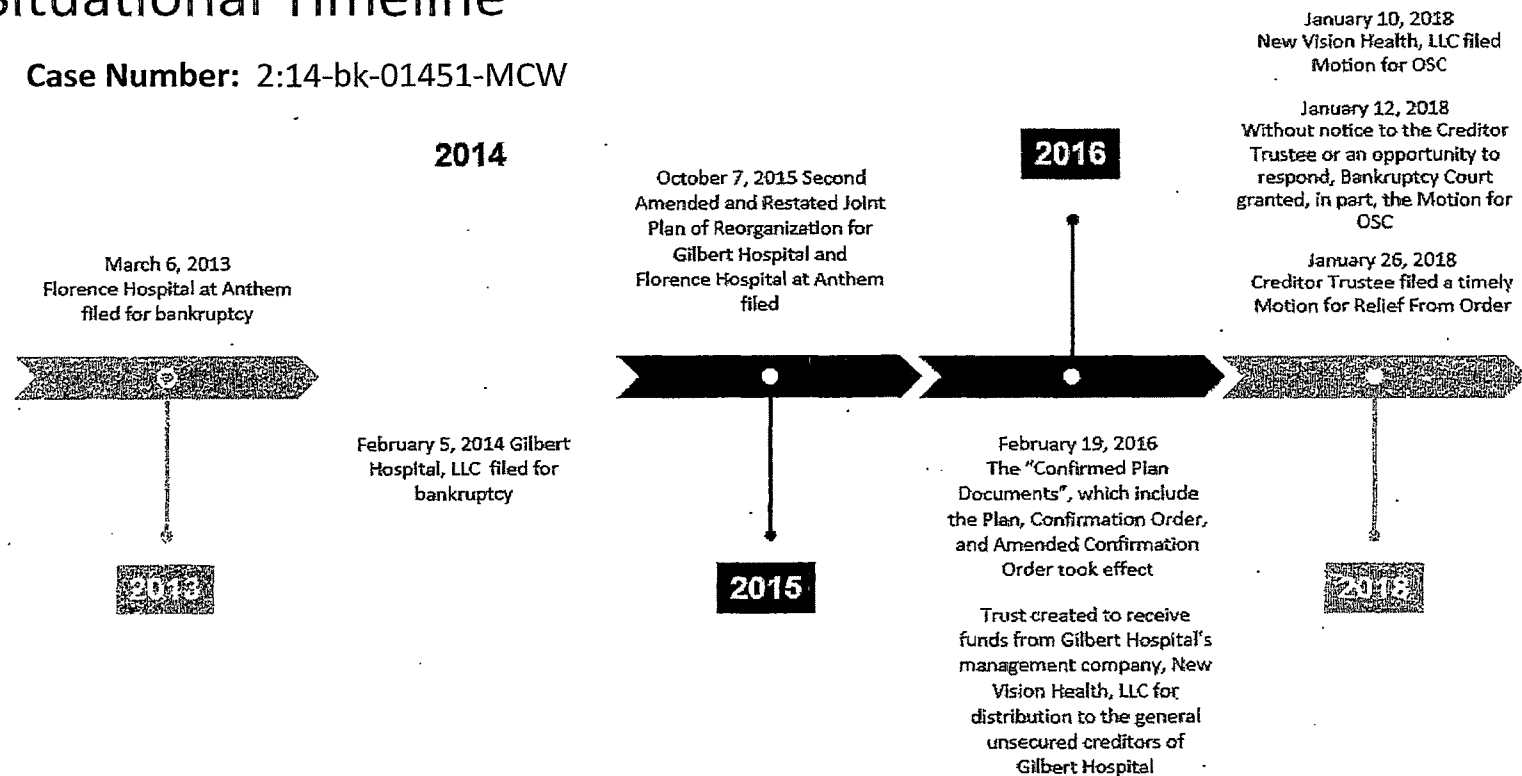 Situational Timeline
Case Number: 2:14-bk-01451-MCW
March 6, 2013
Florence Hospital at Anthem
filed for bankruptcy
2013
2014
February 5, 2014 Gilbert
Hospital, LLC filed for
bankruptcy
October 7, 2015 Second
Amended and Restated Joint
Plan of Reorganization for
Gilbert Hospital and
Florence Hospital at Anthem
filed
2015
2016
February 19, 2016
The "Confirmed Plan
Documents", which include
the Plan, Confirmation Order,
and Amended Confirmation
Order took effect
Trust created to receive
funds from Gilbert Hospital's
management company, New
Vision Health, LLC for
distribution to the general
unsecured creditors of
Gilbert Hospital
January 10, 2018
New Vision Health, LLC filed
Motion for OSC
January 12, 2018
Without notice to the Creditor
Trustee or an opportunity to
respond, Bankruptcy Court
granted, in part, the Motion for
OSC
January 26, 2018
Creditor Trustee filed a timely
Motion for Relief From Order
2018